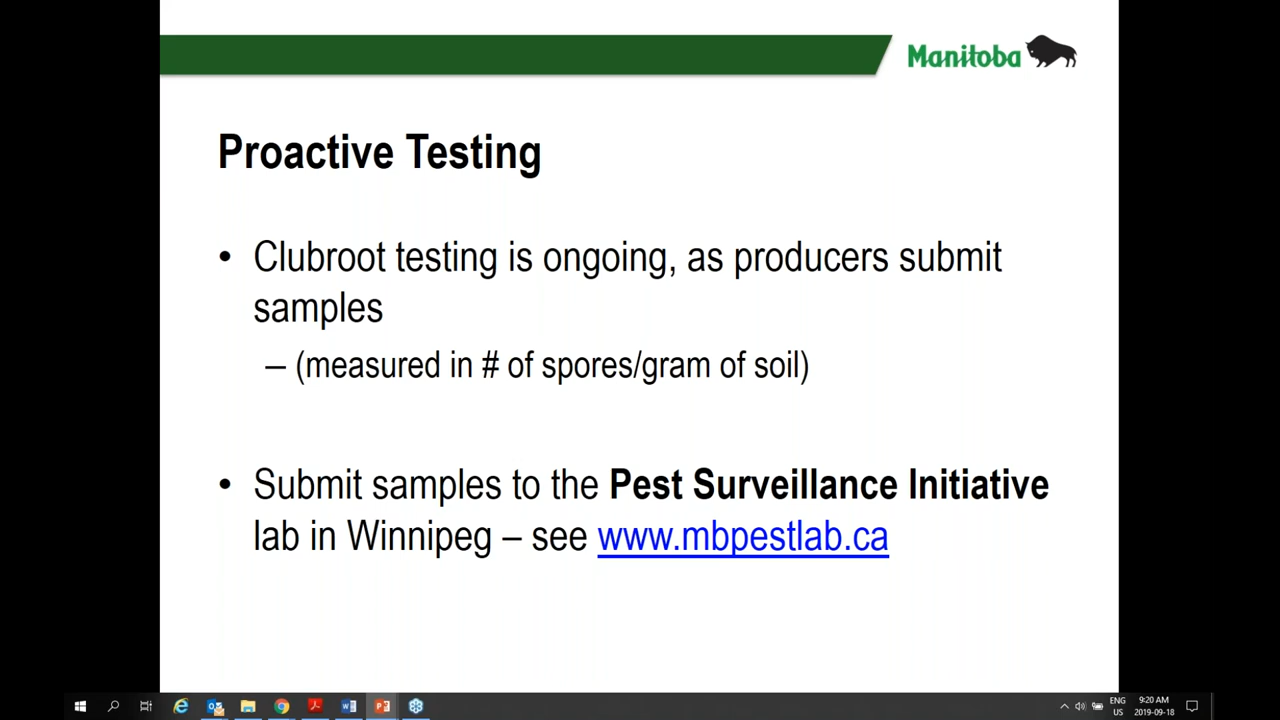 Manitoba
Proactive Testing
• Clubroot testing is ongoing, as producers submit
samples
– (measured in # of spores/gram of soil)
• Submit samples to the Pest Surveillance Initiative
lab in Winnipeg – see www.mbpestlab.ca
ENG
US
9:20 AM
2019-09-18